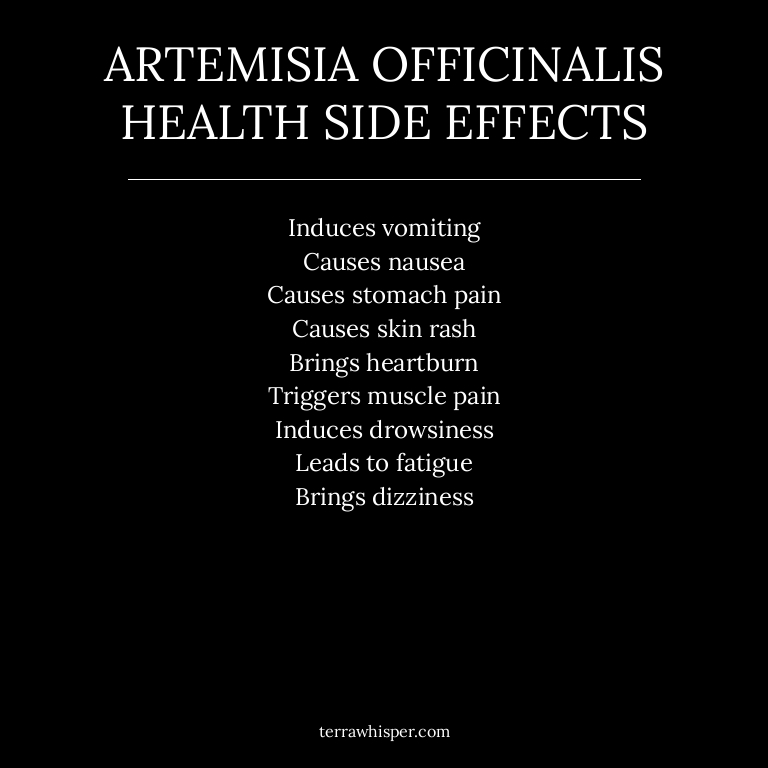 ARTEMISIA OFFICINALIS
HEALTH SIDE EFFECTS
Induces vomiting
Causes nausea
Causes stomach pain
Causes skin rash
Brings heartburn
Triggers muscle pain
Induces drowsiness
Leads to fatigue
Brings dizziness
terrawhisper.com